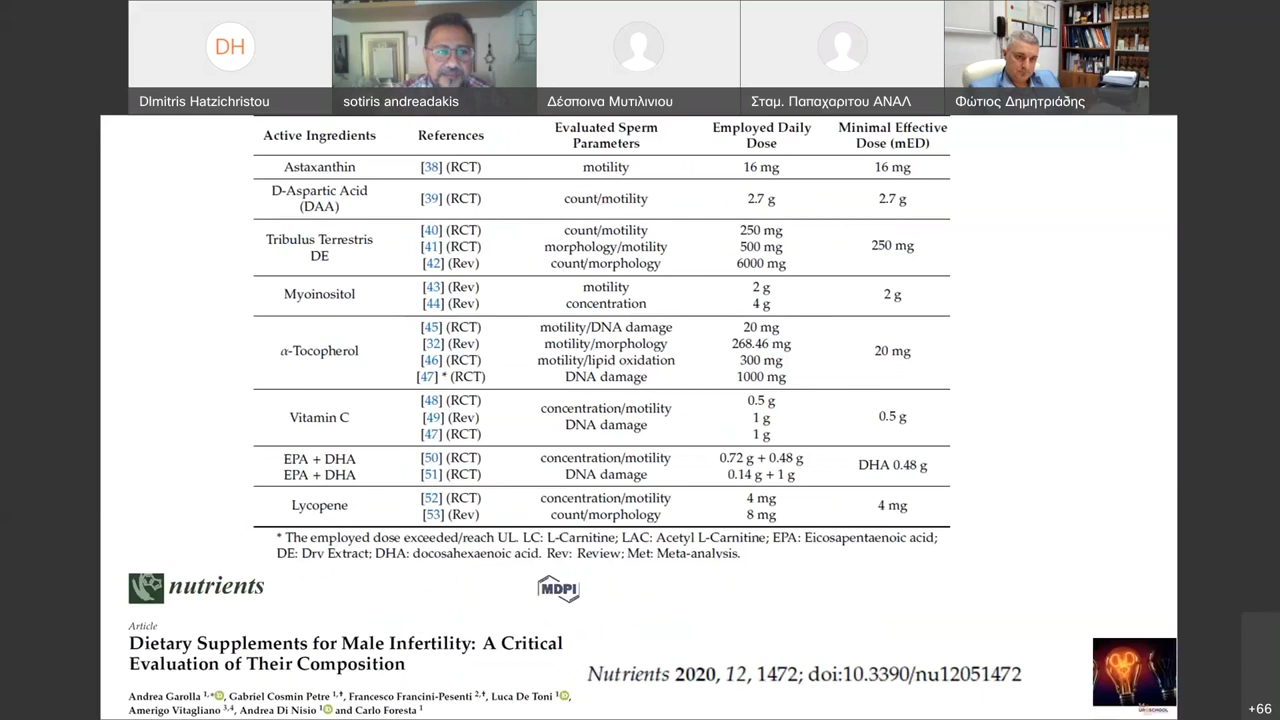 DH
DImitris Hatzichristou
sotiris andreadakis
Δέσποινα Μυτιλινιου
Σταμ. Παπαχαριτου ΑΝΑΛ
Φώτιος Δημητριάδης
Active Ingredients References Evaluated Sperm Parameters Employed Daily Dose Minimal Effective Dose (mED)
Astaxanthin [38] (RCT) motility 16 mg 16 mg
D-Aspartic Acid (DAA) [39] (RCT) count/motility 2.7 g 2.7 g
Tribulus Terrestris DE
[40] (RCT) count/motility 250 mg
[41] (RCT) morphology/motility 500 mg
[42] (Rev) count/morphology 6000 mg
250 mg
Myoinositol
[43] (Rev) motility 2 g
[44] (Rev) concentration 4 g
2 g
α-Tocopherol
[45] (RCT) motility/DNA damage 20 mg
[32] (Rev) motility/morphology 268.46 mg
[46] (RCT) motility/lipid oxidation 300 mg
[47] * (RCT) DNA damage 1000 mg
20 mg
Vitamin C
[48] (RCT) 0.5 g
[49] (Rev) 1 g
[47] (RCT) 1 g
concentration/motility
DNA damage
0.5 g
EPA + DHA [50] (RCT) concentration/motility 0.72 g + 0.48 g
EPA + DHA [51] (RCT) DNA damage 0.14 g + 1 g
DHA 0.48 g
Lycopene
[52] (RCT) concentration/motility 4 mg
[53] (Rev) count/morphology 8 mg
4 mg
* The employed dose exceeded/reach UL. LC: L-Carnitine; LAC: Acetyl L-Carnitine; EPA: Eicosapentaenoic acid;
DE: Dry Extract; DHA: docosahexaenoic acid. Rev: Review; Met: Meta-analysis.
nutrients
MDPI
Article
Dietary Supplements for Male Infertility: A Critical
Evaluation of Their Composition
Nutrients 2020, 12, 1472; doi:10.3390/nu12051472
Andrea Garolla 1,*, Gabriel Cosmin Petre 1,†, Francesco Francini-Pesenti 2,†, Luca De Toni 1,
Amerigo Vitagliano 3,4, Andrea Di Nisio 1 and Carlo Foresta 1
+66